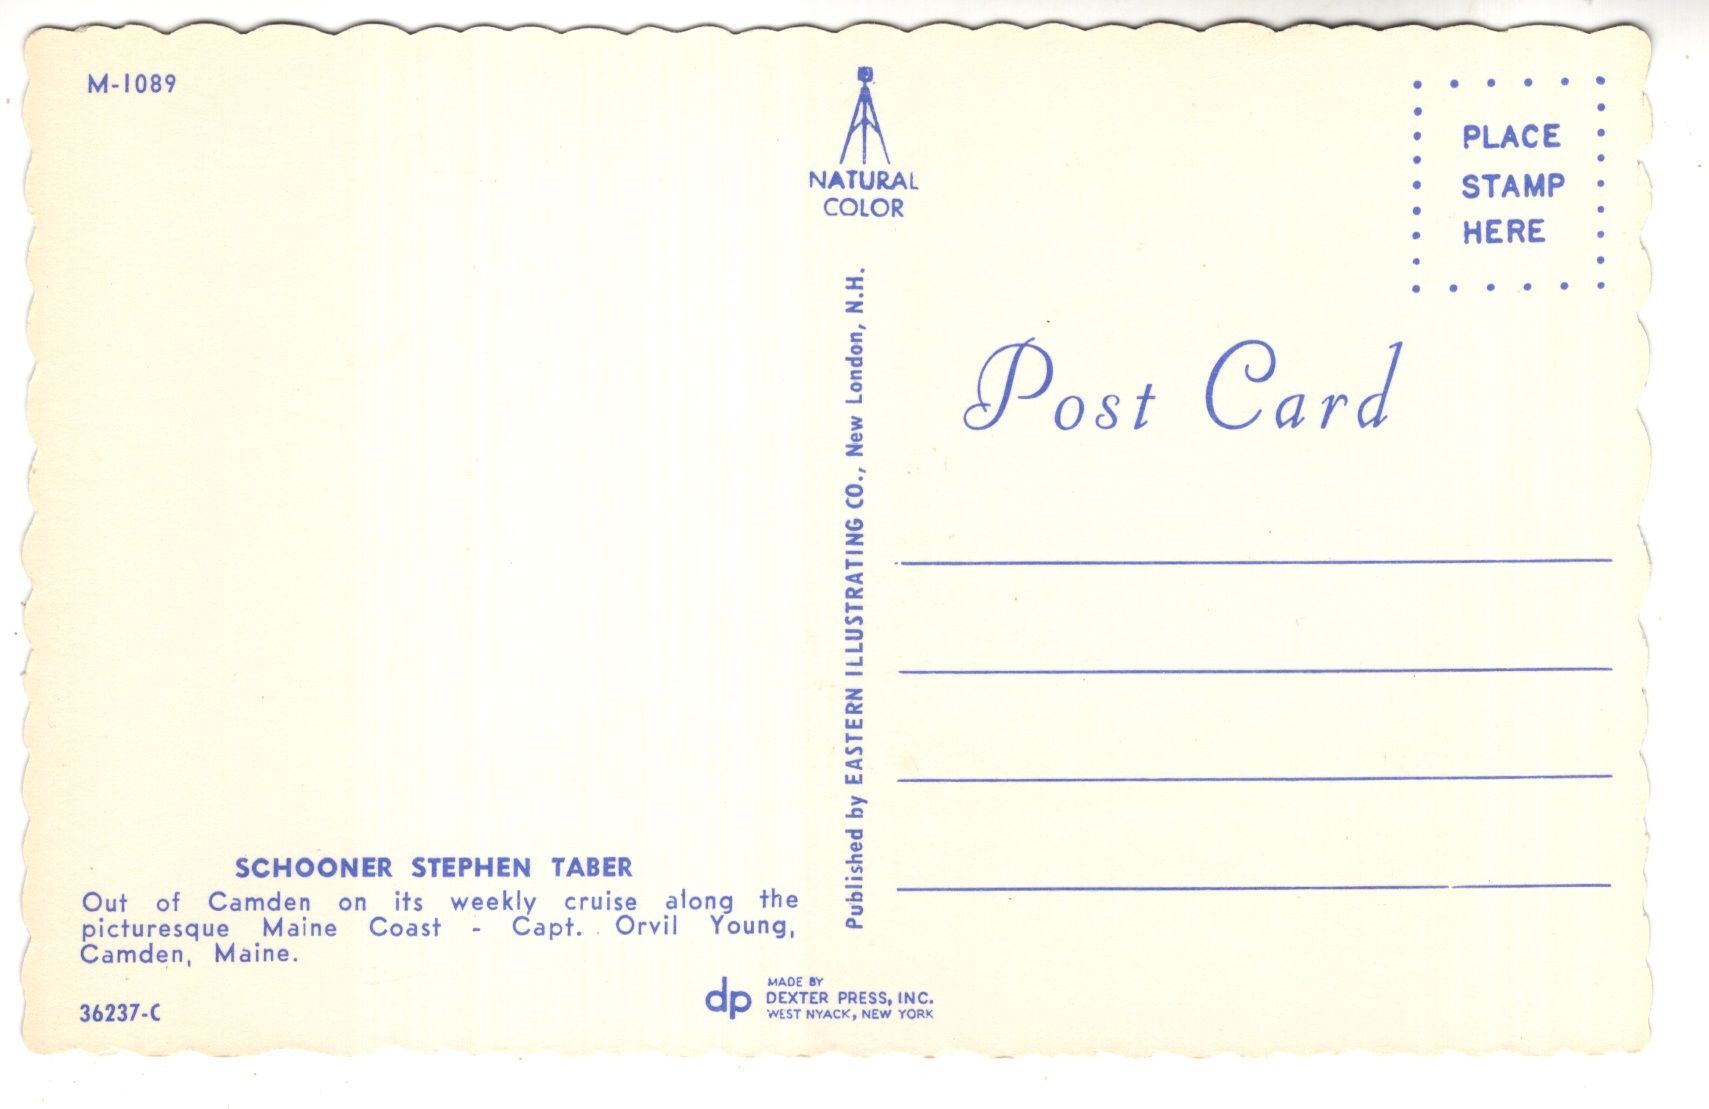 M-1089
NATURAL
COLOR
PLACE
STAMP
HERE
Post Card
Published by EASTERN ILLUSTRATING CO., New London, N.H.
SCHOONER STEPHEN TABER
Out of Camden on its weekly cruise along the
picturesque Maine Coast - Capt. Orvil Young,
Camden, Maine.
36237-C
dp
MADE BY
DEXTER PRESS, INC.
WEST NYACK, NEW YORK